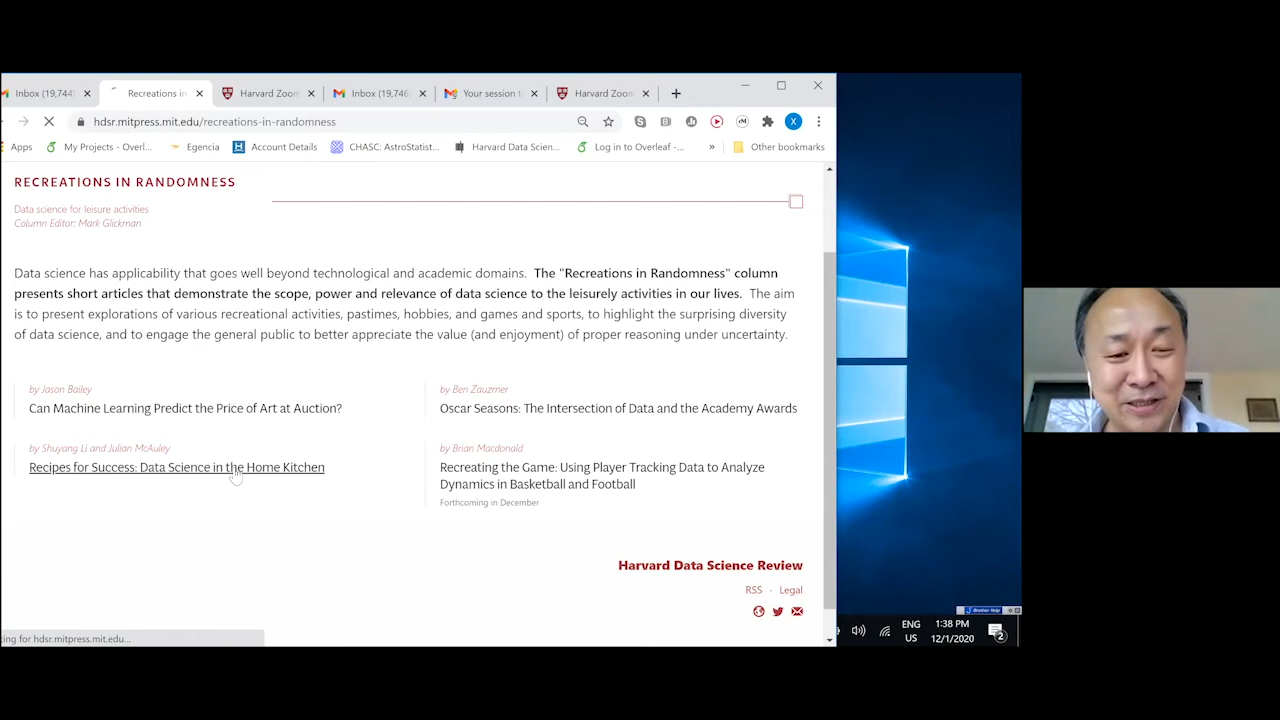 Inbox (19,744)
Recreations in
Harvard Zoom
Inbox (19,746)
Your session t
Harvard Zoom
hdsr.mitpress.mit.edu/recreations-in-randomness
X
Apps
My Projects - Overl...
Egencia
Account Details
CHASC: AstroStatist...
Harvard Data Scien...
Log in to Overleaf -...
»
Other bookmarks
RECREATIONS IN RANDOMNESS
Data science for leisure activities
Column Editor: Mark Glickman
Data science has applicability that goes well beyond technological and academic domains. The "Recreations in Randomness" column
presents short articles that demonstrate the scope, power and relevance of data science to the leisurely activities in our lives. The aim
is to present explorations of various recreational activities, pastimes, hobbies, and games and sports, to highlight the surprising diversity
of data science, and to engage the general public to better appreciate the value (and enjoyment) of proper reasoning under uncertainty.
by Jason Bailey
Can Machine Learning Predict the Price of Art at Auction?
by Ben Zauzmer
Oscar Seasons: The Intersection of Data and the Academy Awards
by Shuyang Li and Julian McAuley
Recipes for Success: Data Science in the Home Kitchen
by Brian Macdonald
Recreating the Game: Using Player Tracking Data to Analyze
Dynamics in Basketball and Football
Forthcoming in December
Harvard Data Science Review
RSS · Legal
ing for hdsr.mitpress.mit.edu...
Brother Help
ENG
US
1:38 PM
12/1/2020
2